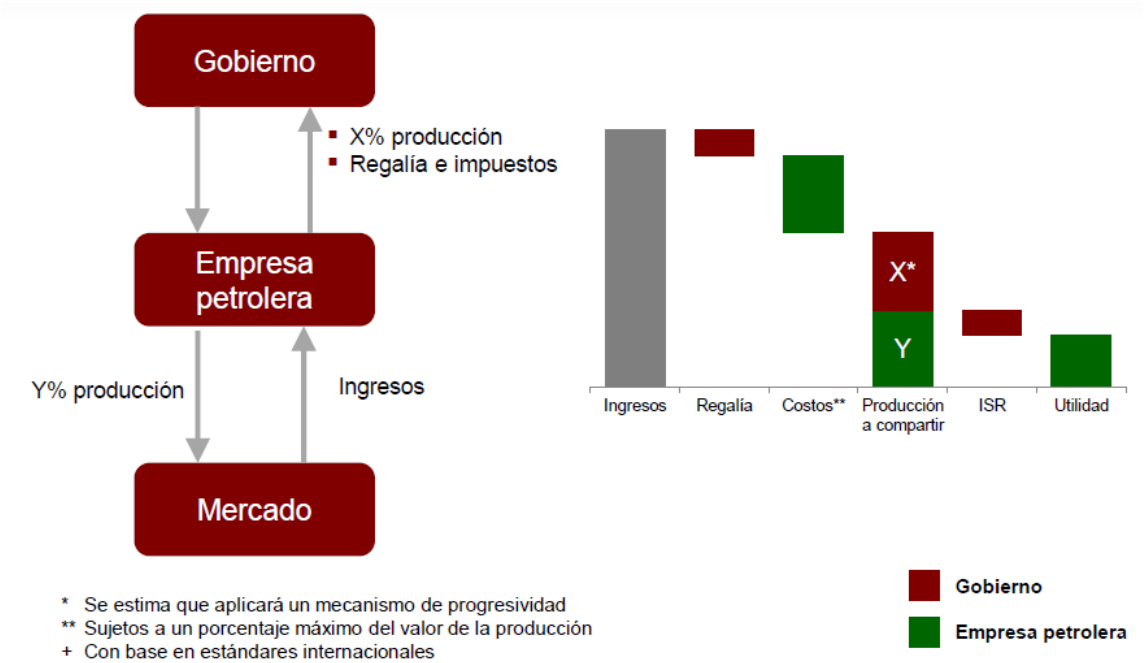 Gobierno
▪ X% producción
▪ Regalía e impuestos
Empresa
petrolera
Y% producción
Ingresos
Mercado
X*
Y
Ingresos
Regalía
Costos**
Producción
a compartir
ISR
Utilidad
* Se estima que aplicará un mecanismo de progresividad
** Sujetos a un porcentaje máximo del valor de la producción
+ Con base en estándares internacionales
Gobierno
Empresa petrolera